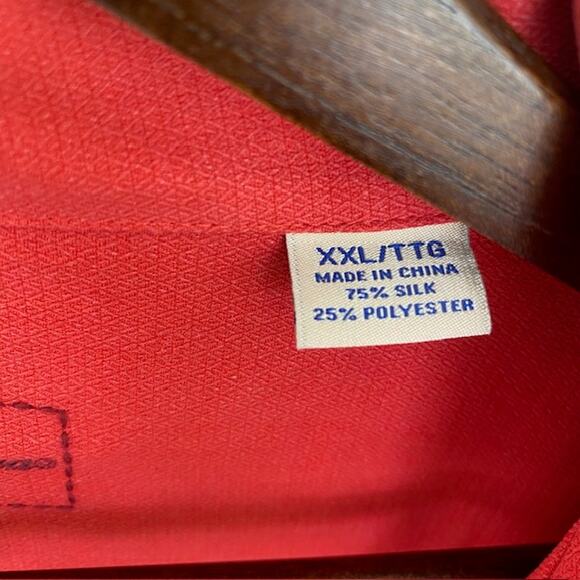 XXL/TTG
MADE IN CHINA
75% SILK
25% POLYESTER